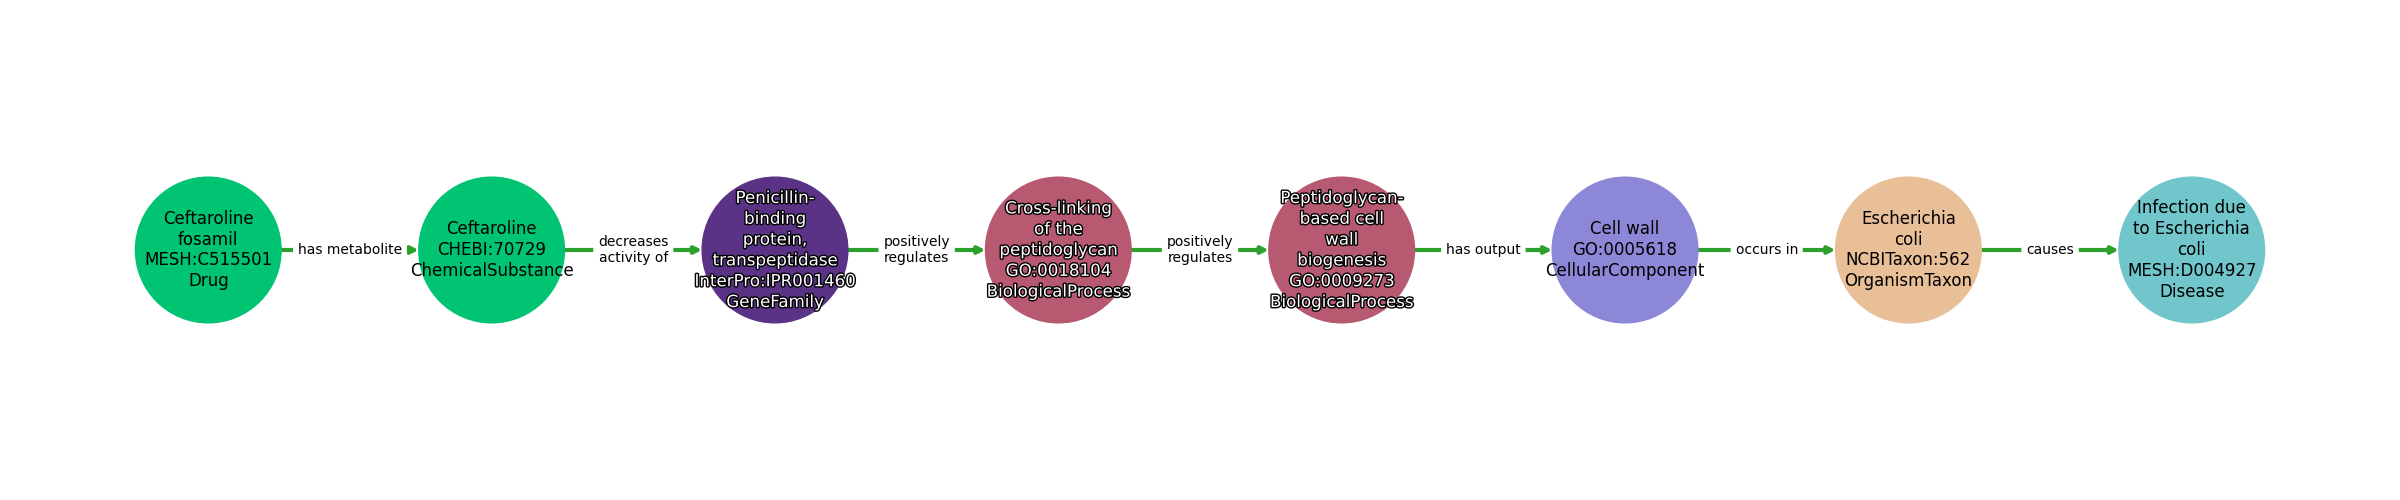 Ceftaroline
fosamil
MESH:C515501
Drug
has metabolite
Ceftaroline
CHEBI:70729
ChemicalSubstance
decreases
activity of
Penicillin-
binding
protein,
transpeptidase
InterPro:IPR001460
GeneFamily
positively
regulates
Cross-linking
of the
peptidoglycan
GO:0018104
BiologicalProcess
positively
regulates
Peptidoglycan-
based cell
wall
biogenesis
GO:0009273
BiologicalProcess
has output
Cell wall
GO:0005618
CellularComponent
occurs in
Escherichia
coli
NCBITaxon:562
OrganismTaxon
causes
Infection due
to Escherichia
coli
MESH:D004927
Disease